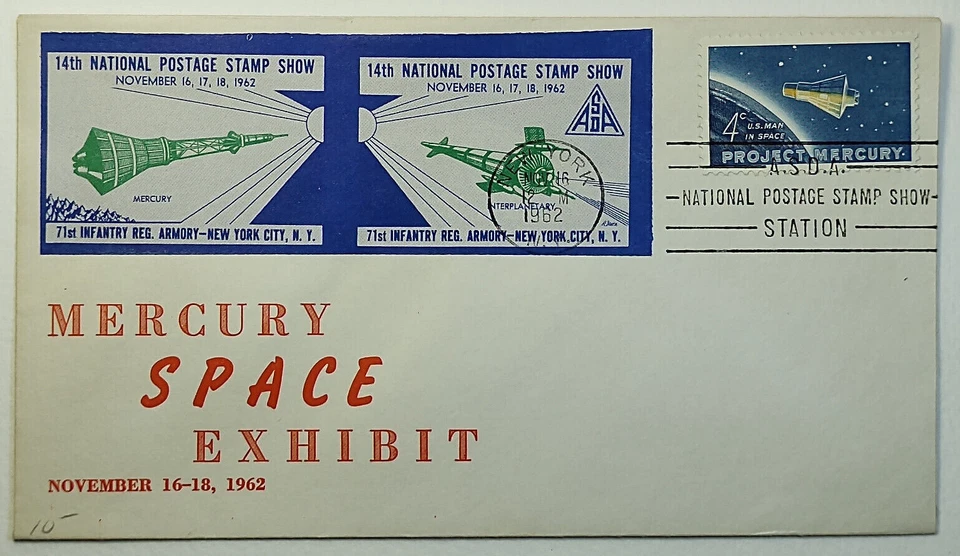 14th NATIONAL POSTAGE STAMP SHOW
NOVEMBER 16, 17, 18, 1962
MERCURY
71st INFANTRY REG. ARMORY—NEW YORK CITY, N. Y.
14th NATIONAL POSTAGE STAMP SHOW
NOVEMBER 16, 17, 18, 1962
ASDA
INTERPLANETARY
71st INFANTRY REG. ARMORY—NEW YORK CITY, N. Y.
NEW YORK
NOV 16
M
1962
4c U.S. MAN
IN SPACE
PROJECT MERCURY
A.S.D.A.
NATIONAL POSTAGE STAMP SHOW
STATION
MERCURY
SPACE
EXHIBIT
NOVEMBER 16–18, 1962